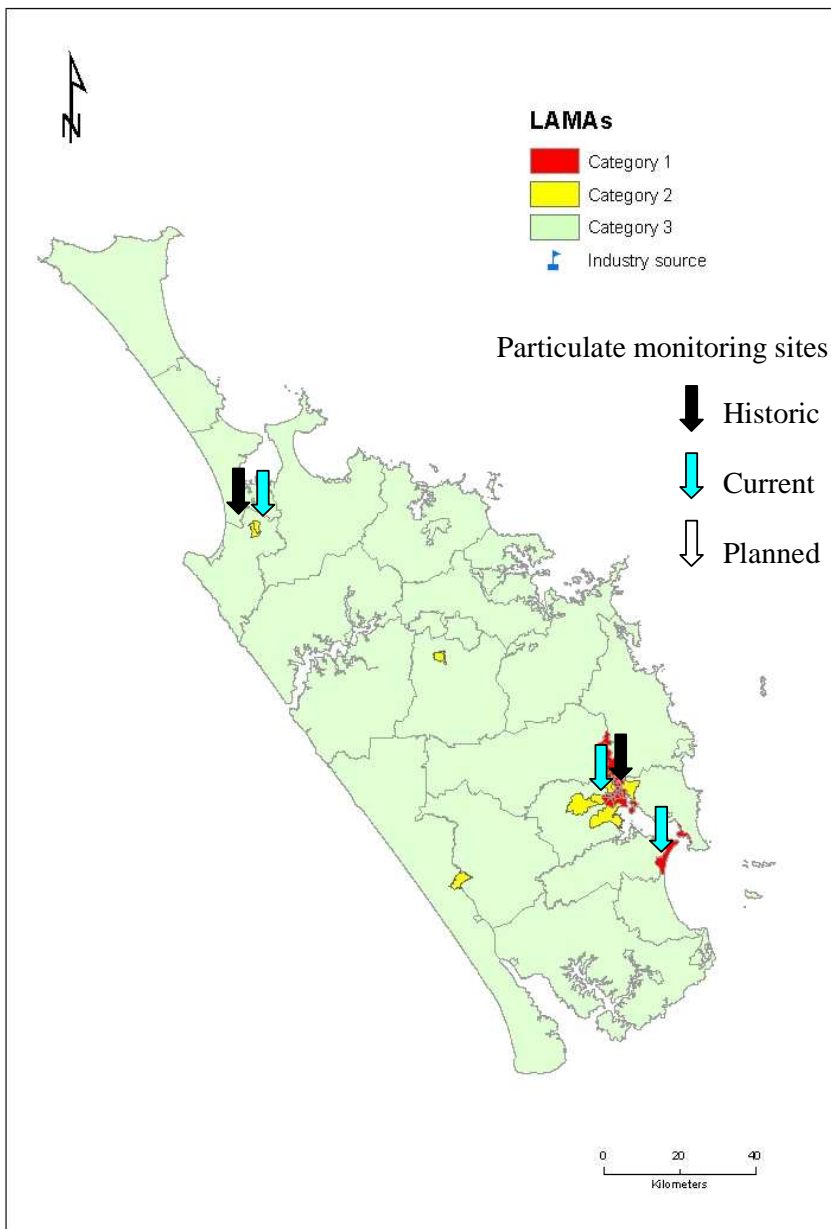 N
LAMAs
Category 1
Category 2
Category 3
Industry source
Particulate monitoring sites
Historic
Current
Planned
0 20 40
Kilometers